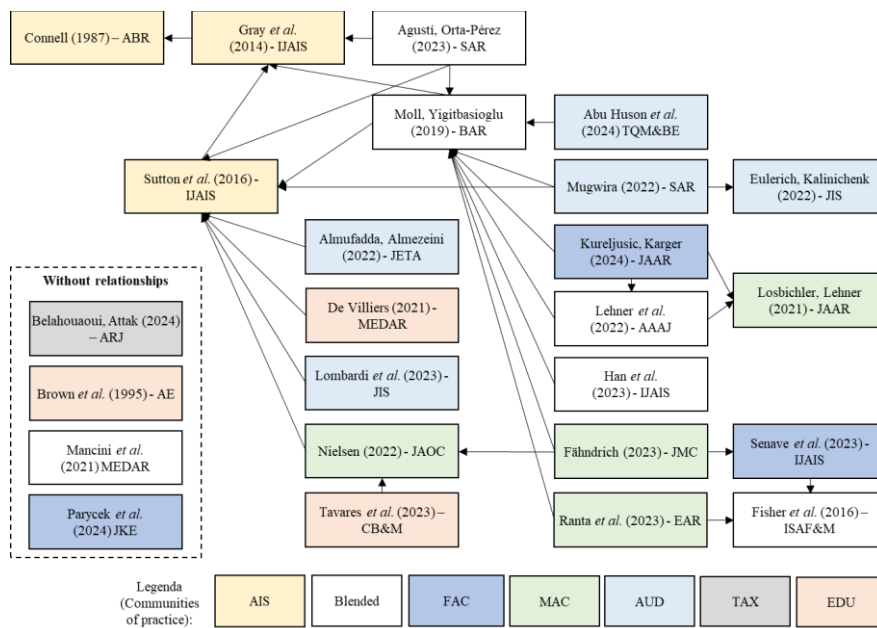 Connell (1987) – ABR
Gray et al.
(2014) - IJAIS
Agustí, Orta-Pérez
(2023) - SAR
Moll, Yigitbasioglu
(2019) - BAR
Abu Huson et al.
(2024) TQM&BE
Sutton et al. (2016) -
IJAIS
Mugwira (2022) - SAR
Eulerich, Kalinichenk
(2022) - JIS
Almufadda, Almezeini
(2022) - JETA
Kureljusic, Karger
(2024) - JAAR
Without relationships
Belahouaoui, Attak (2024)
– ARJ
De Villiers (2021) -
MEDAR
Lehner et al.
(2022) - AAAJ
Losbichler, Lehner
(2021) - JAAR
Brown et al. (1995) - AE
Lombardi et al. (2023) -
JIS
Han et al.
(2023) - IJAIS
Mancini et al.
(2021) MEDAR
Nielsen (2022) - JAOC
Fähndrich (2023) - JMC
Senave et al. (2023) -
IJAIS
Parycek et al.
(2024) JKE
Tavares et al. (2023) –
CB&M
Ranta et al. (2023) - EAR
Fisher et al. (2016) –
ISAF&M
Legenda
(Communities
of practice):
AIS
Blended
FAC
MAC
AUD
TAX
EDU